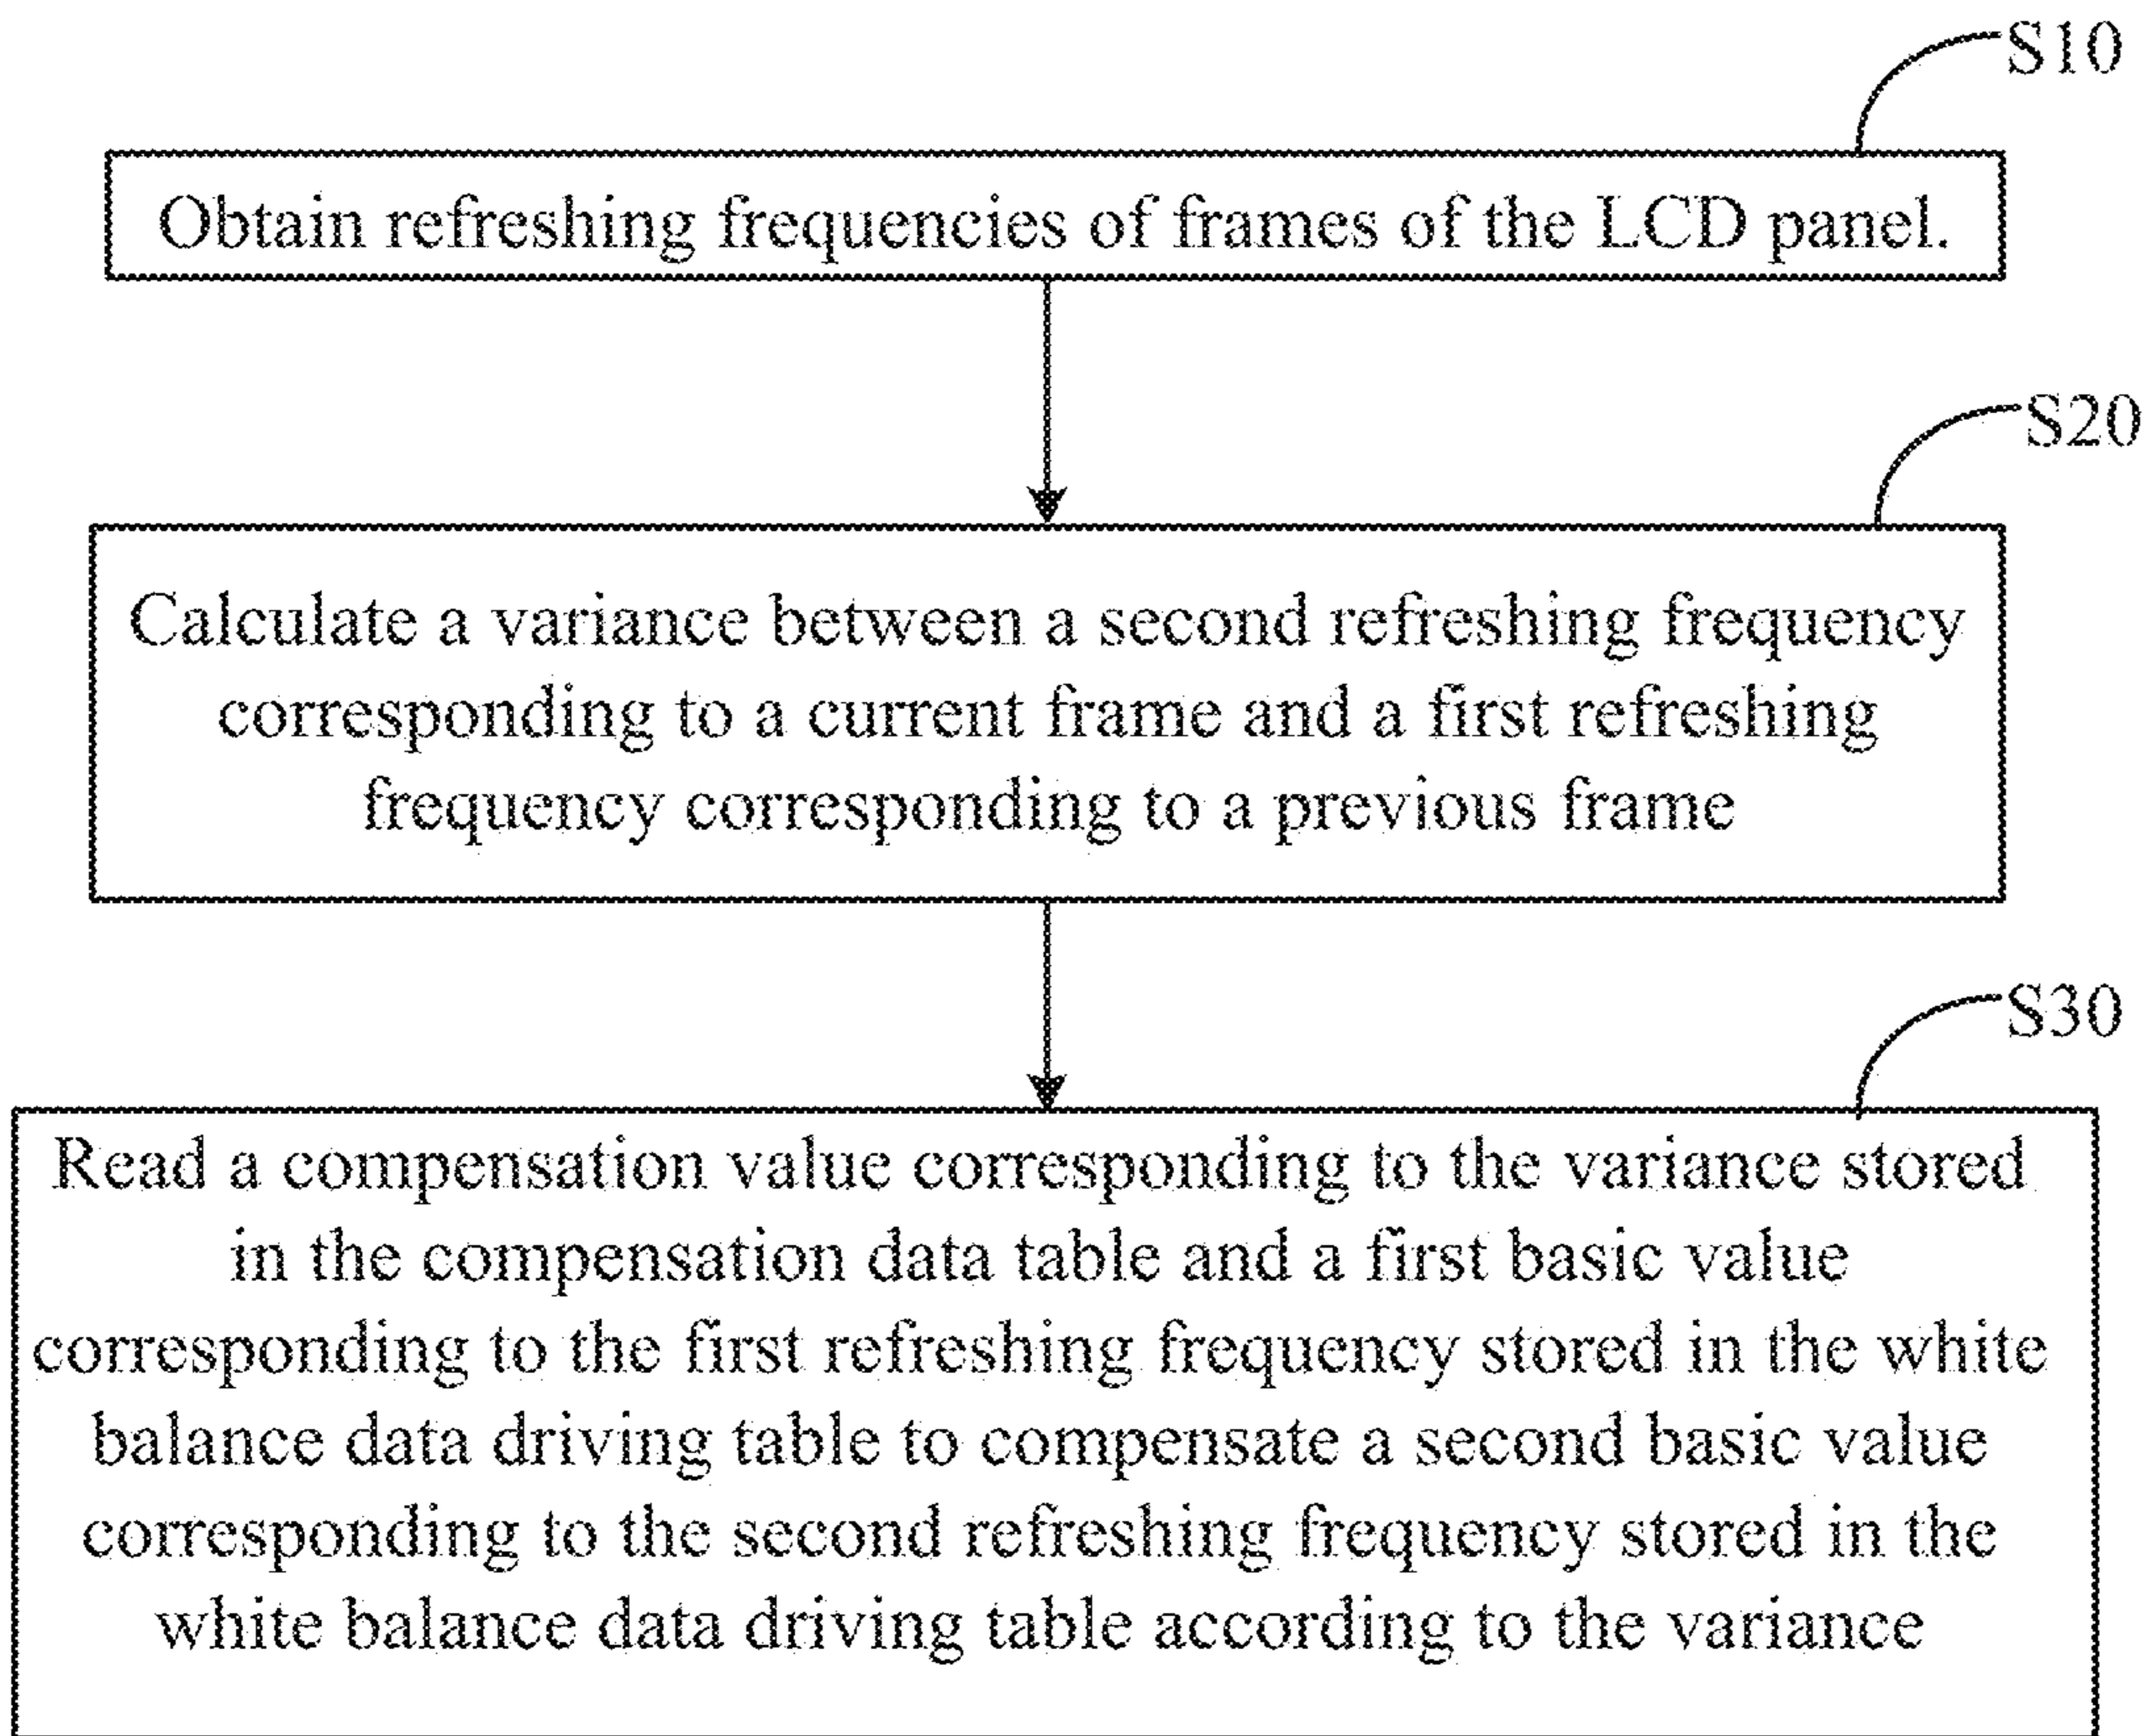 S10
Obtain refreshing frequencies of frames of the LCD panel.
S20
Calculate a variance between a second refreshing frequency
corresponding to a current frame and a first refreshing
frequency corresponding to a previous frame
S30
Read a compensation value corresponding to the variance stored
in the compensation data table and a first basic value
corresponding to the first refreshing frequency stored in the white
balance data driving table to compensate a second basic value
corresponding to the second refreshing frequency stored in the
white balance data driving table according to the variance